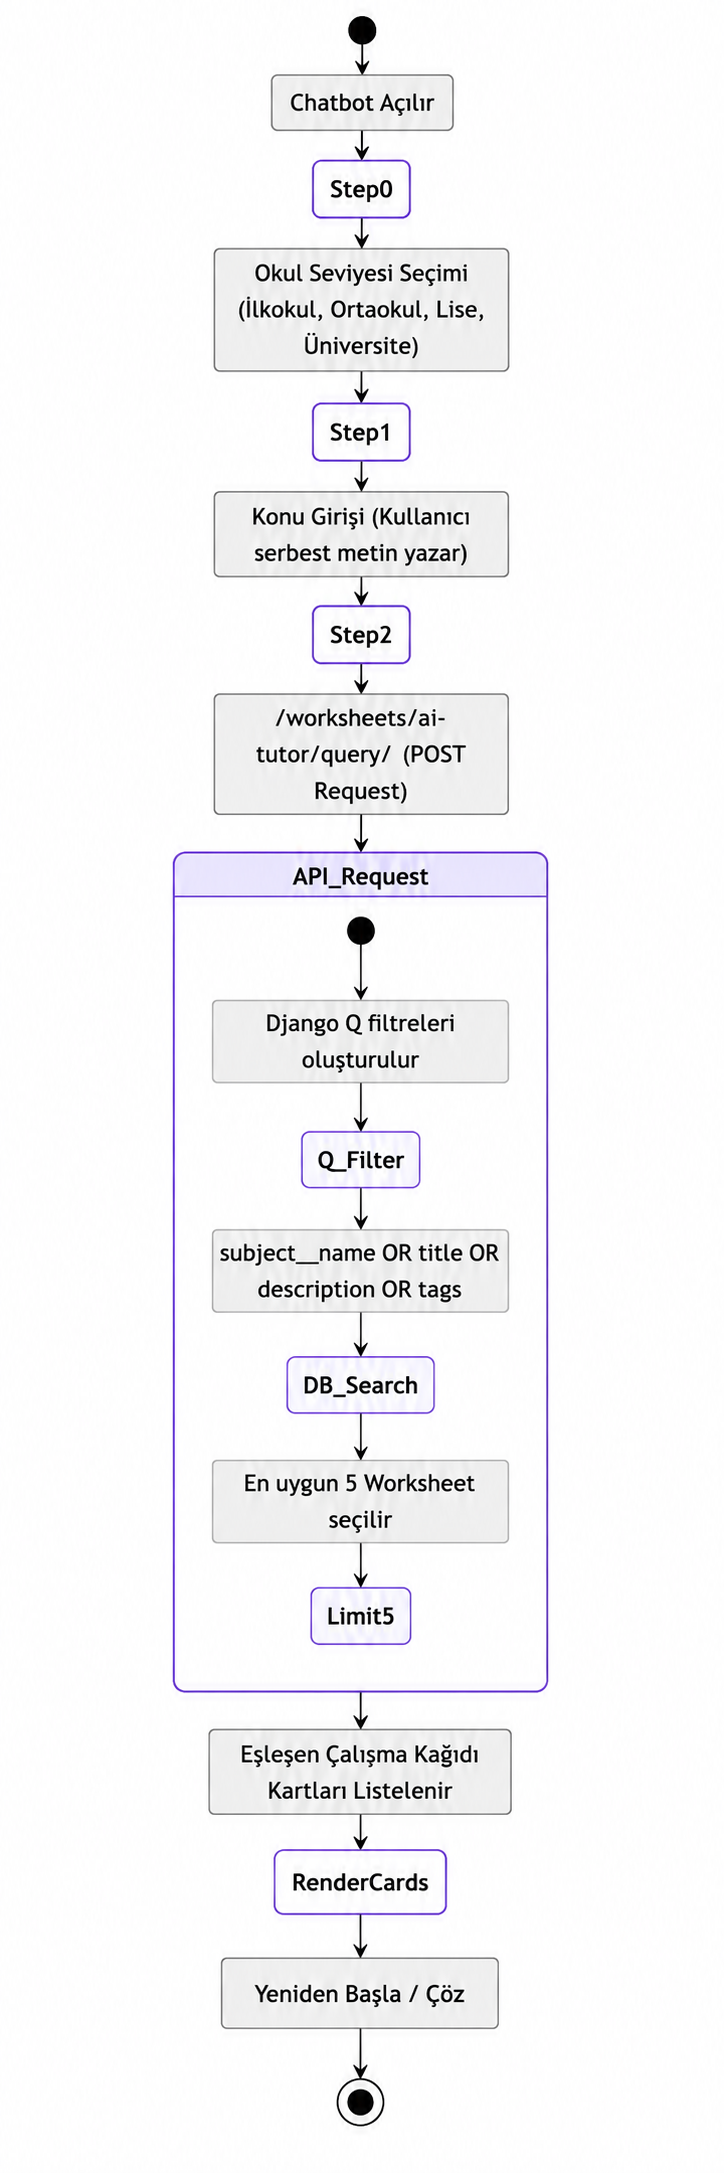 Chatbot Açılır
Step0
Okul Seviyesi Seçimi
(İlkokul, Ortaokul, Lise,
Üniversite)
Step1
Konu Girişi (Kullanıcı
serbest metin yazar)
Step2
/worksheets/ai-
tutor/query/ (POST
Request)
API_Request
Django Q filtreleri
oluşturulur
Q_Filter
subject__name OR title OR
description OR tags
DB_Search
En uygun 5 Worksheet
seçilir
Limit5
Eşleşen Çalışma Kağıdı
Kartları Listelenir
RenderCards
Yeniden Başla / Çöz